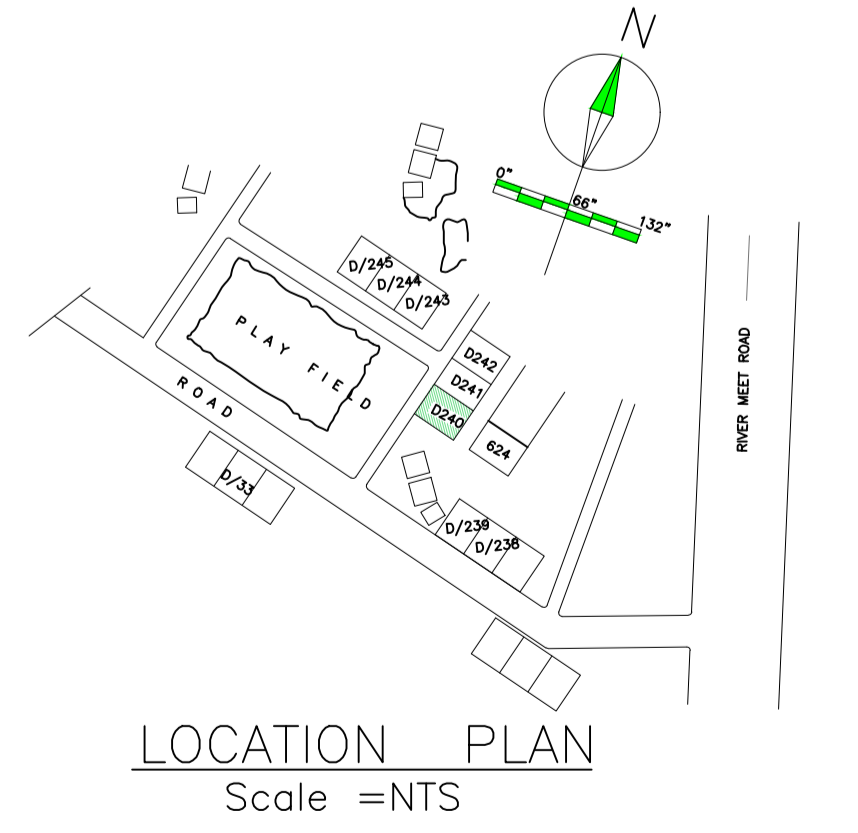 N
0"
66"
132"
D/245
D/244
D/243
D242
D241
D240
624
PLAY FIELD
ROAD
D/33
D/239
D/238
RIVER MEET ROAD
LOCATION PLAN
Scale =NTS